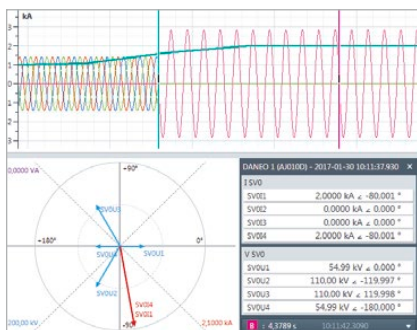 kA
3
2
1
0
1
2
3
0,0000 VA
+90°
±180°
0°
-90°
SV0U3
SV0U1
SV0U4
SV0U2
SV0I4
SV0I1
200,00 kV
2,1000 kA
DANEO 1 (AJ010D) - 2017-01-30 10:11:37.930 ×
I SV0
SV0I1 2.0000 kA ∠ -80,001 °
SV0I2 0.0000 kA ∠ 0.000 °
SV0I3 0.0000 kA ∠ 0.000 °
SV0I4 2.0000 kA ∠ -80,001 °
V SV0
SV0U1 54.99 kV ∠ 0.000 °
SV0U2 110.00 kV ∠ -119,997 °
SV0U3 110.00 kV ∠ 119,998 °
SV0U4 54.99 kV ∠ -180.000 °
B : 4,3789 s 10:11:42.3090